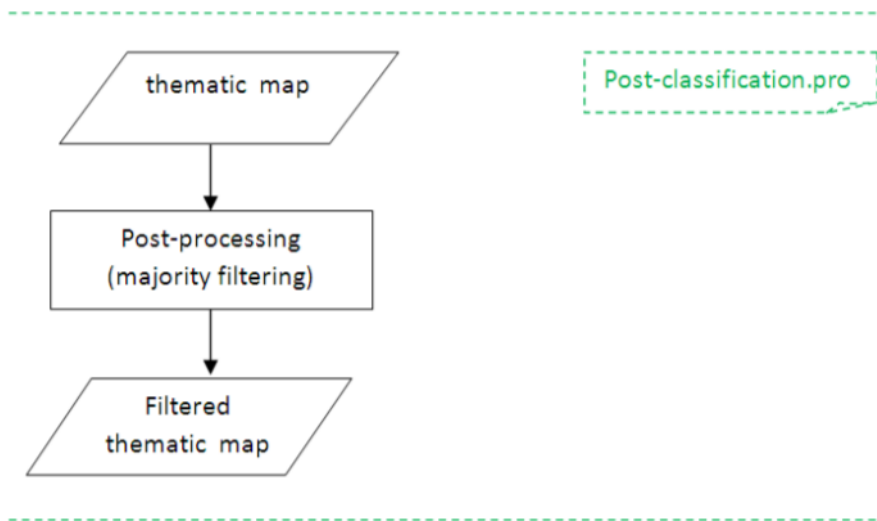 thematic map
Post-classification.pro
Post-processing
(majority filtering)
Filtered
thematic map